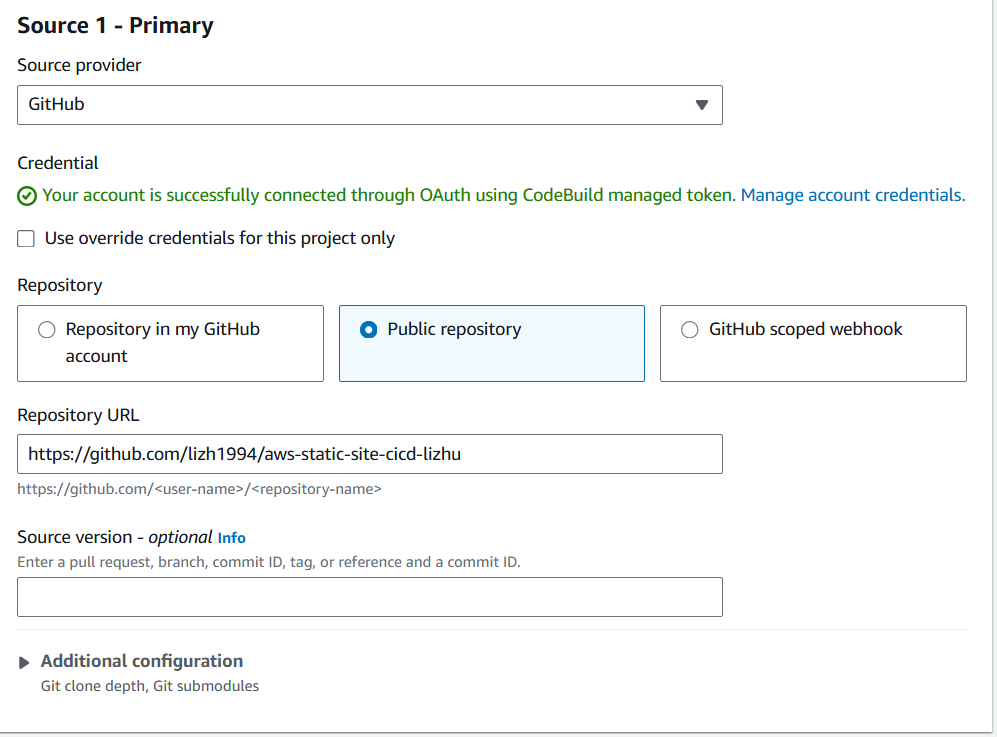 Source 1 - Primary
Source provider
GitHub
Credential
Your account is successfully connected through OAuth using CodeBuild managed token. Manage account credentials.
Use override credentials for this project only
Repository
Repository in my GitHub
account
Public repository
GitHub scoped webhook
Repository URL
https://github.com/lizh1994/aws-static-site-cicd-lizhu
https://github.com/<user-name>/<repository-name>
Source version - optional Info
Enter a pull request, branch, commit ID, tag, or reference and a commit ID.
Additional configuration
Git clone depth, Git submodules